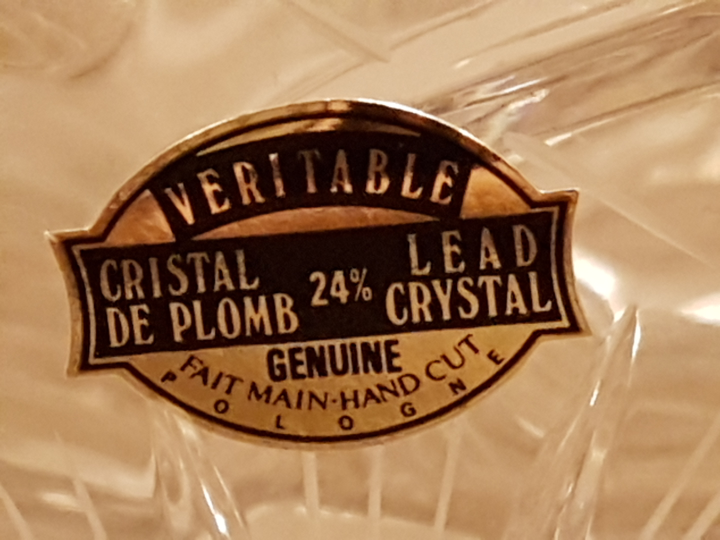 VERITABLE
CRISTAL DE PLOMB
24%
LEAD CRYSTAL
GENUINE
FAIT MAIN-HAND CUT
POLOGNE